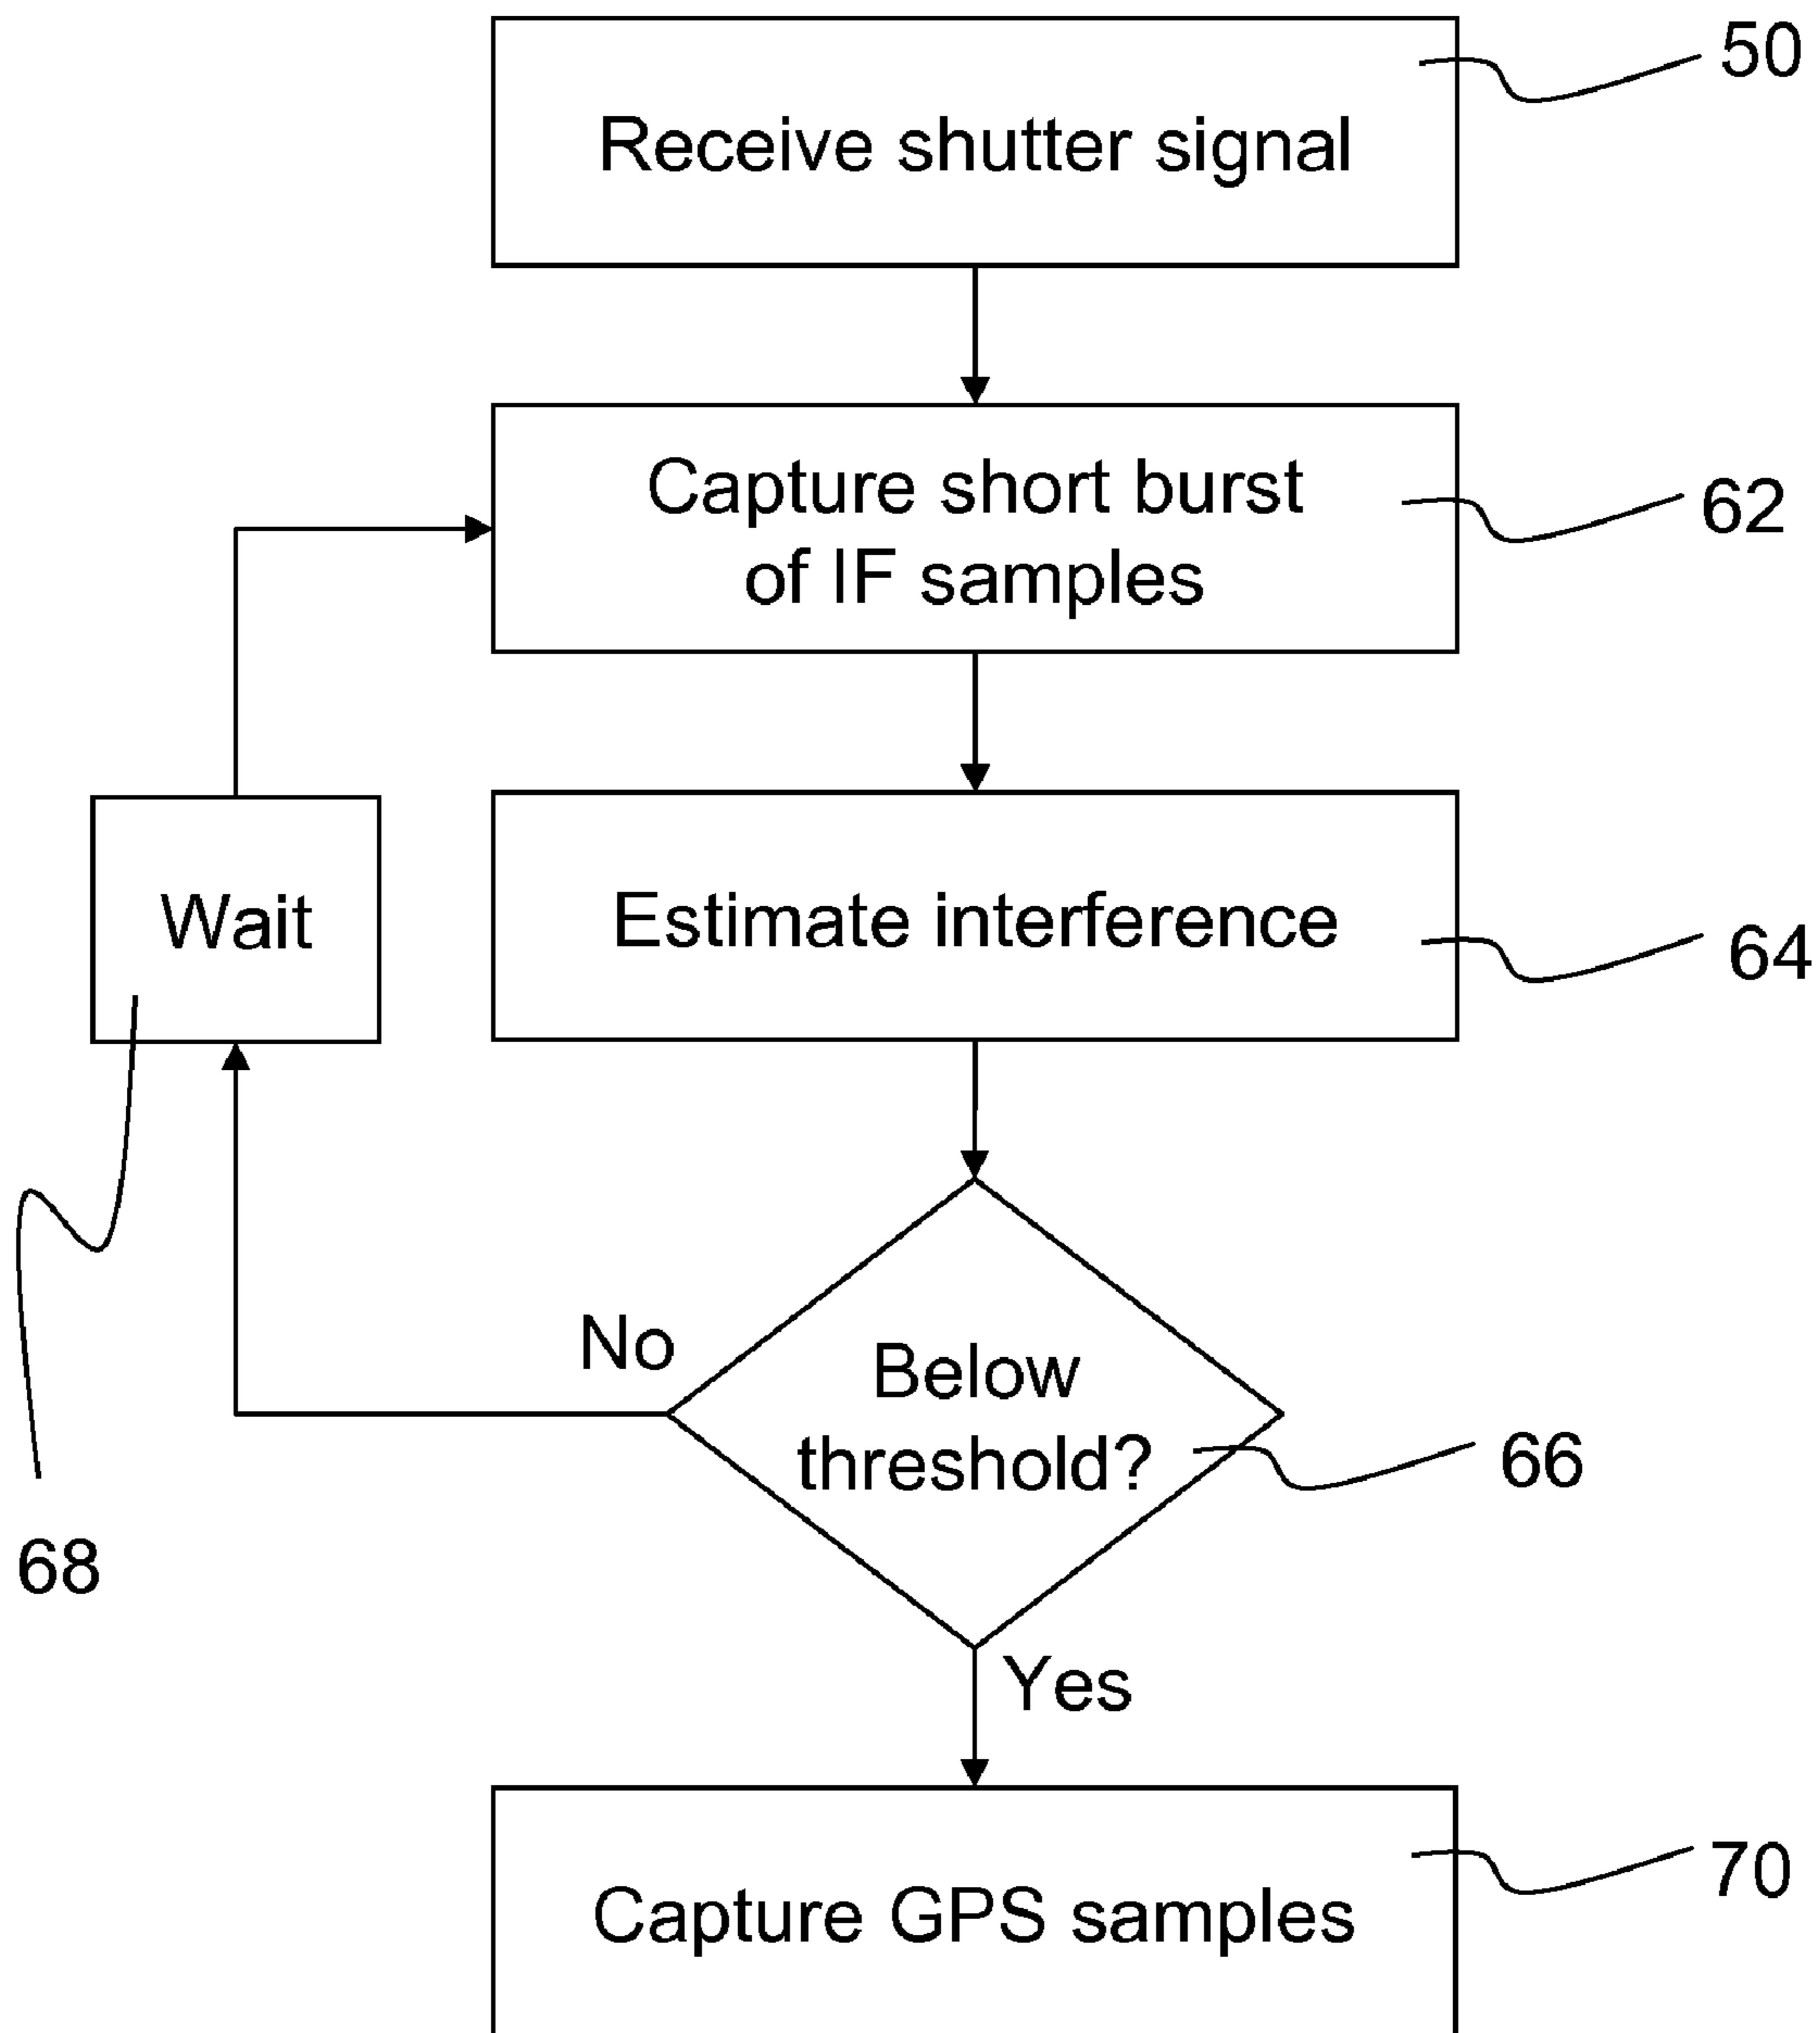 50
Receive shutter signal
Capture short burst
of IF samples
62
Wait
Estimate interference
64
No
Below
threshold?
66
68
Yes
70
Capture GPS samples